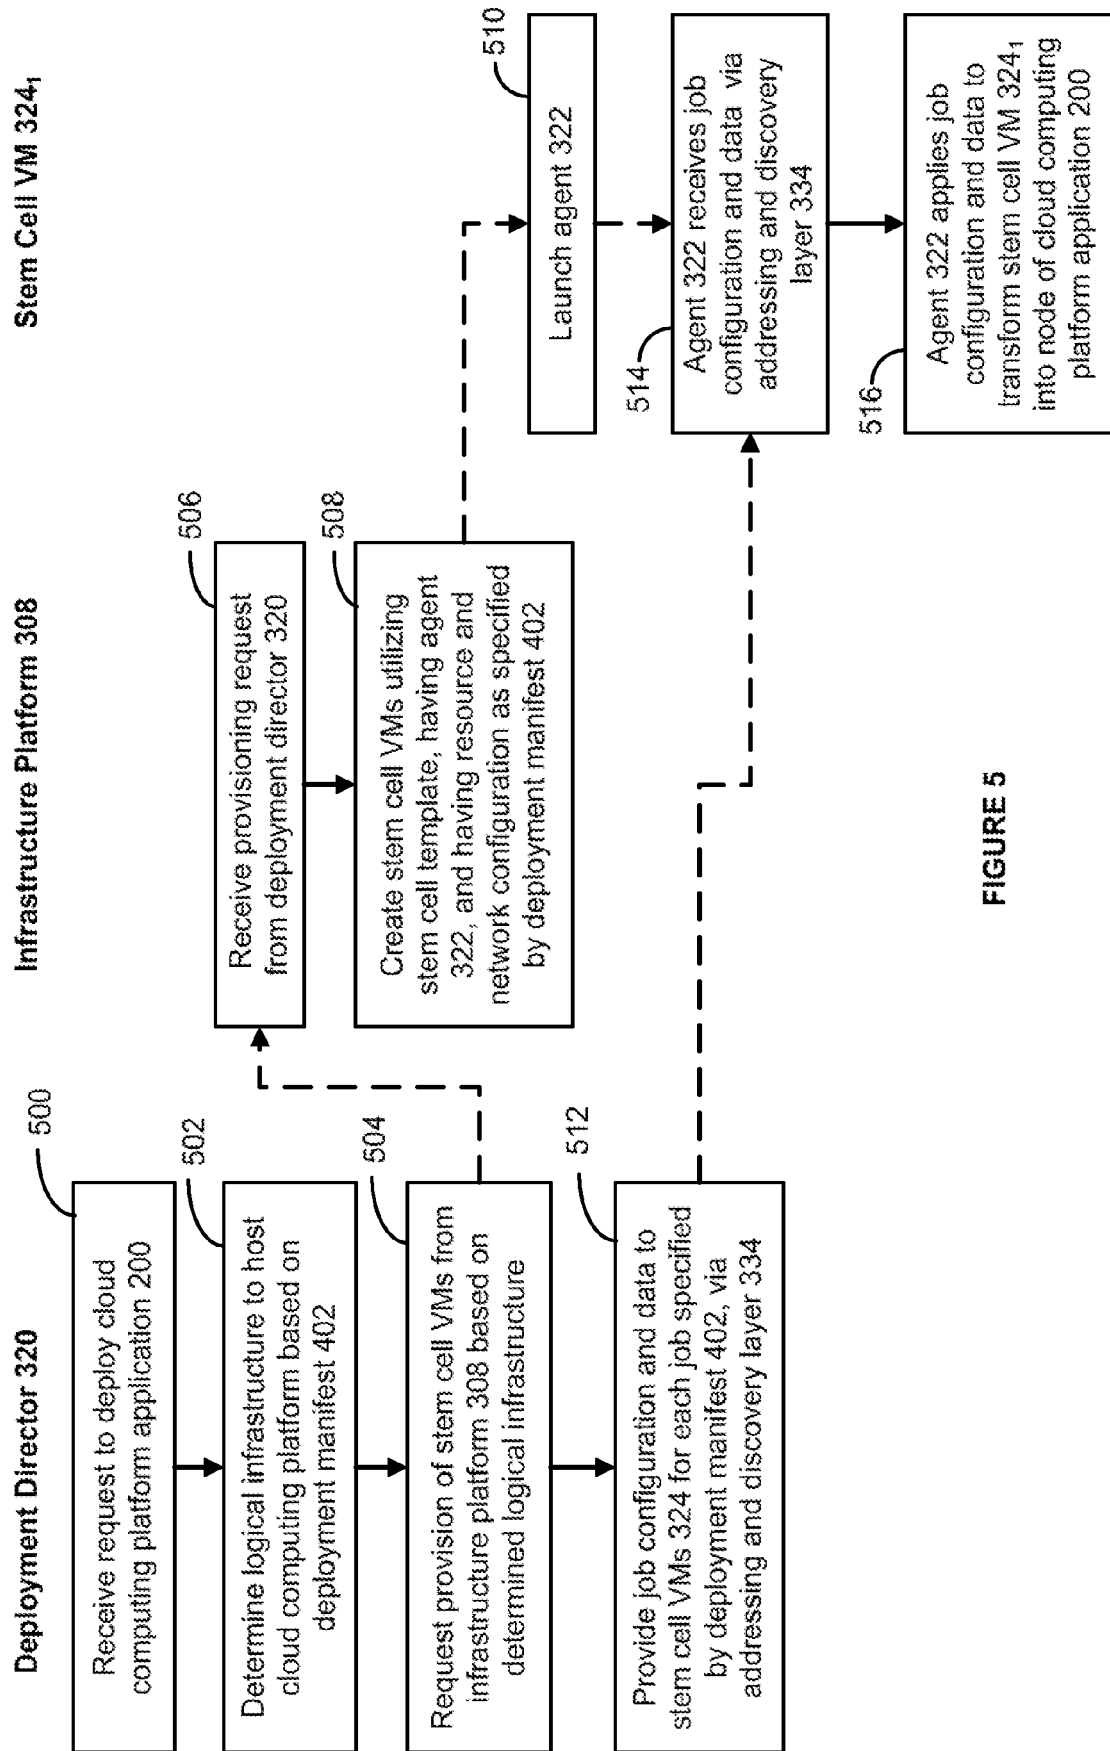 Deployment Director 320
Infrastructure Platform 308
Stem Cell VM 324₁
500
Receive request to deploy cloud
computing platform application 200
502
Determine logical infrastructure to host
cloud computing platform based on
deployment manifest 402
504
Request provision of stem cell VMs from
infrastructure platform 308 based on
determined logical infrastructure
506
Receive provisioning request
from deployment director 320
508
Create stem cell VMs utilizing
stem cell template, having agent
322, and having resource and
network configuration as specified
by deployment manifest 402
510
Launch agent 322
512
Provide job configuration and data to
stem cell VMs 324 for each job specified
by deployment manifest 402, via
addressing and discovery layer 334
514
Agent 322 receives job
configuration and data via
addressing and discovery
layer 334
516
Agent 322 applies job
configuration and data to
transform stem cell VM 324₁
into node of cloud computing
platform application 200
FIGURE 5